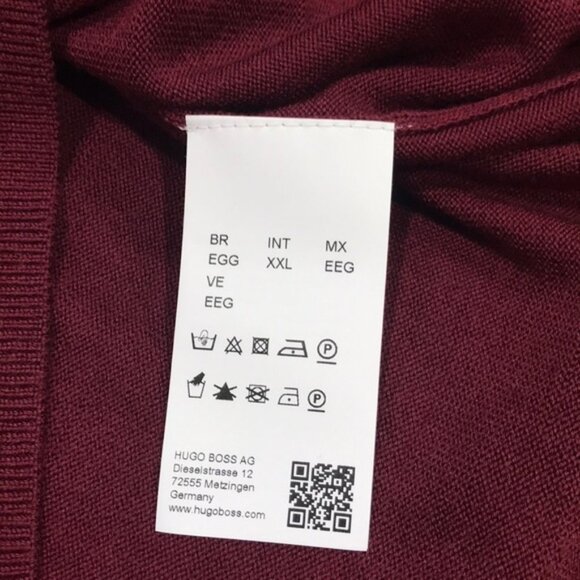 BR INT MX
EGG XXL EEG
VE
EEG
P
P
HUGO BOSS AG
Dieselstrasse 12
72555 Metzingen
Germany
www.hugoboss.com